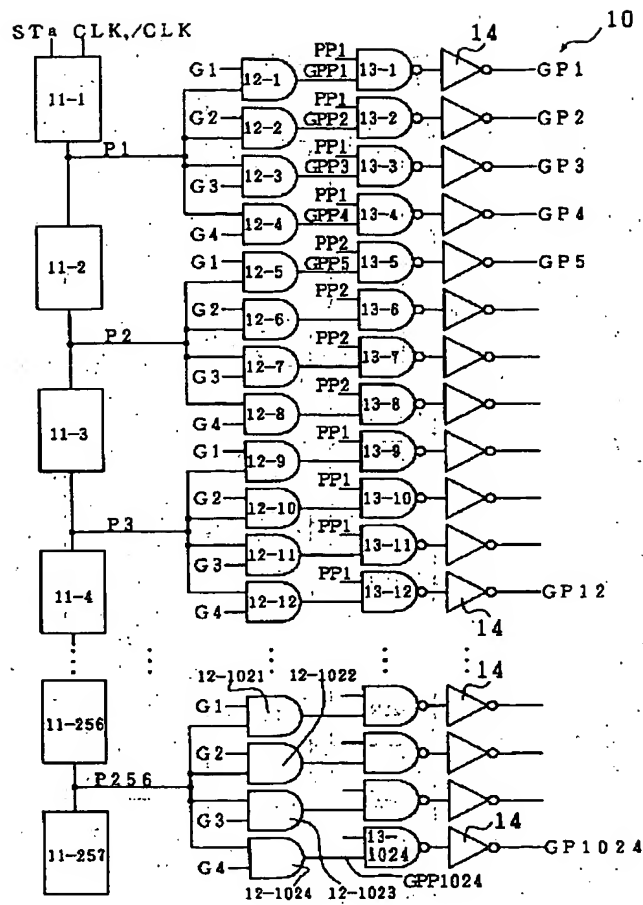 STa CLK,/CLK
14
10
11-1
G1 12-1 PP1 GPP1 13-1 GP1
G2 12-2 PP1 GPP2 13-2 GP2
P1
G3 12-3 PP1 GPP3 13-3 GP3
G4 12-4 PP1 GPP4 13-4 GP4
11-2
G1 12-5 PP2 GPP5 13-5 GP5
G2 12-6 PP2 13-6
P2
G3 12-7 PP2 13-7
G4 12-8 PP2 13-8
11-3
G1 12-9 PP1 13-9
G2 12-10 PP1 13-10
P3
G3 12-11 PP1 13-11
G4 12-12 PP1 13-12 GP12
11-4
14
12-1021 12-1022 14
11-256
G1
G2
P256
G3
14
11-257
G4 13-1024 GP1024
12-1024 12-1023 GPP1024